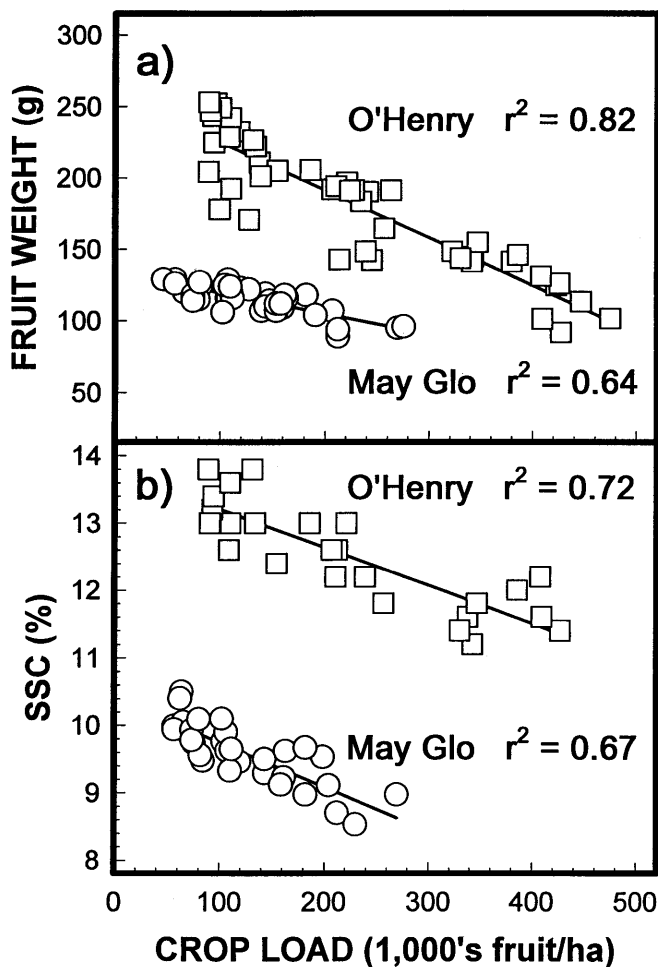 300
250
200
150
100
50
FRUIT WEIGHT (g)
a)
O'Henry r² = 0.82
May Glo r² = 0.64
14
13
12
11
10
9
8
SSC (%)
b)
O'Henry r² = 0.72
May Glo r² = 0.67
0 100 200 300 400 500
CROP LOAD (1,000's fruit/ha)